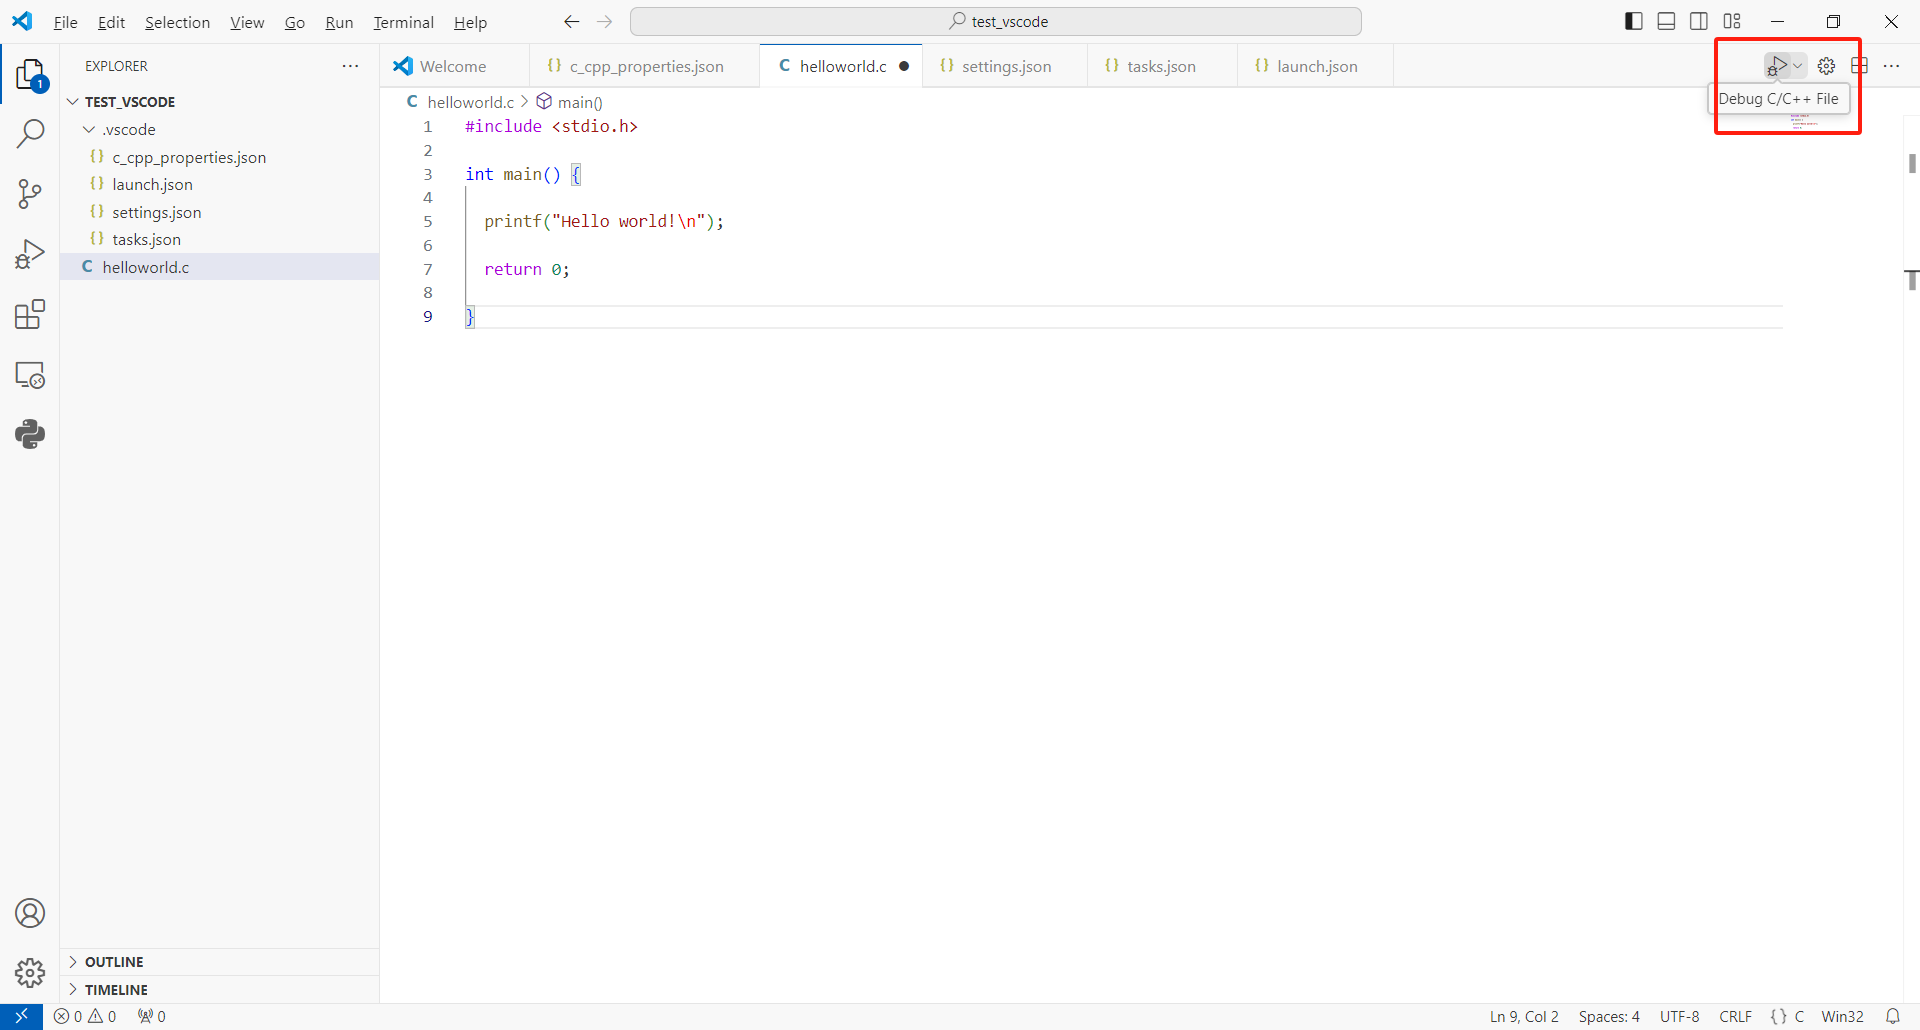 File Edit Selection View Go Run Terminal Help
test_vscode
EXPLORER
1
TEST_VSCODE
.vscode
{} c_cpp_properties.json
{} launch.json
{} settings.json
{} tasks.json
C helloworld.c
OUTLINE
TIMELINE
Welcome {} c_cpp_properties.json C helloworld.c {} settings.json {} tasks.json {} launch.json
Debug C/C++ File
C helloworld.c > main()
1 #include <stdio.h>
2
3 int main() {
4
5 printf("Hello world!\n");
6
7 return 0;
8
9 }
0 0 0
Ln 9, Col 2 Spaces: 4 UTF-8 CRLF {} C Win32